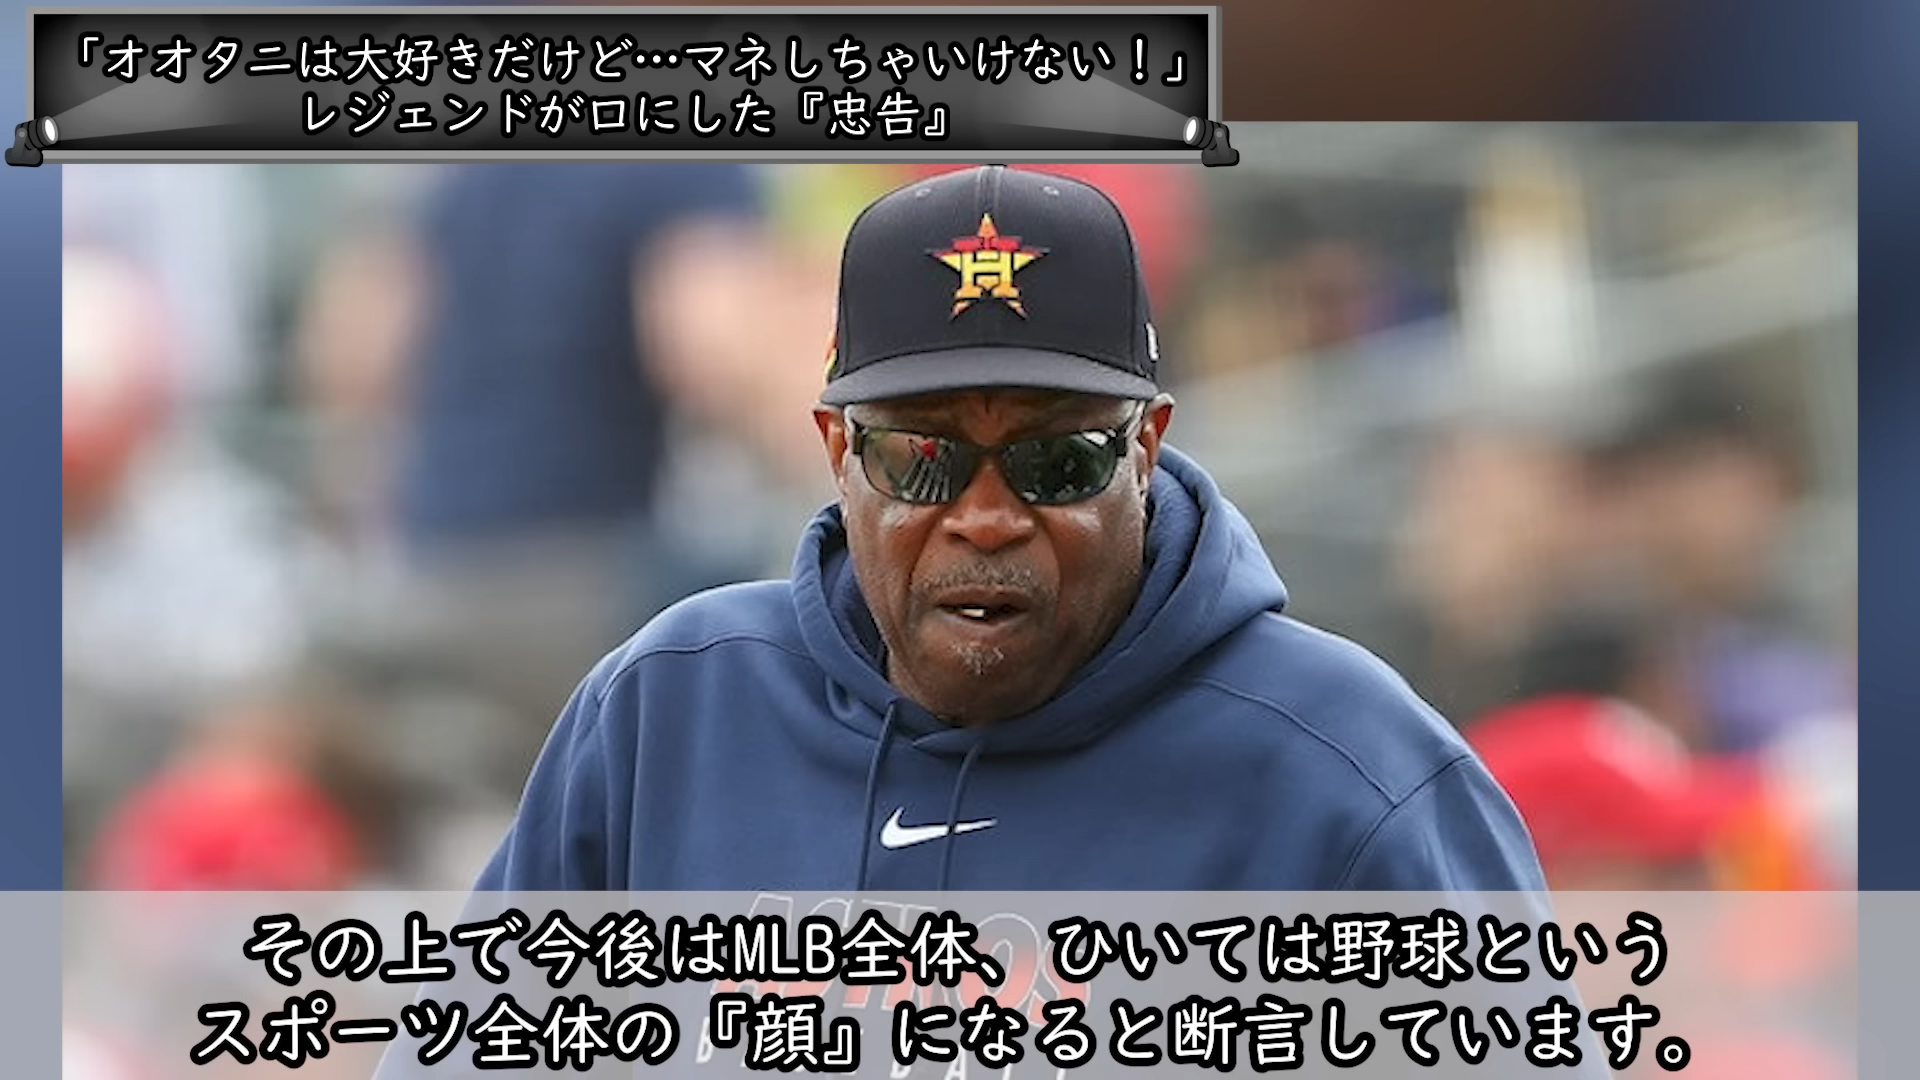 「オオタニは大好きだけど…マネしちゃいけない！」
レジェンドが口にした『忠告』
H
ASTROS
その上で今後はMLB全体、ひいては野球という
スポーツ全体の『顔』になると断言しています。